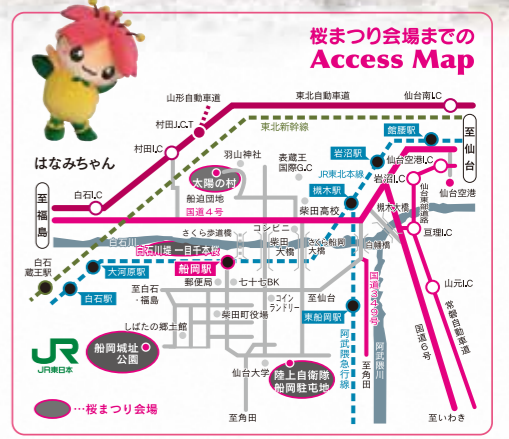 桜まつり会場までの
Access Map
はなみちゃん
山形自動車道
東北自動車道
仙台南I.C
村田J.C.T
東北新幹線
村田I.C
館腰駅
至仙台
羽山神社
表蔵王
国際G.C
岩沼駅
仙台空港I.C
太陽の村
JR東北本線
岩沼I.C
仙台空港
船迫団地
槻木駅
仙台東部道路
白石I.C
国道4号
柴田高校
槻木大橋
至福島
コンビニ
亘理I.C
白石川
さくら歩道橋
柴田
大橋
さくら船岡
大橋
白幹橋
白石川堤 一目千本桜
白石
蔵王駅
大河原駅
船岡駅
国道349号
白石駅
郵便局
七十七BK
山元I.C
至白石
・福島
コイン
ランドリー
至仙台
東船岡駅
常磐自動車道
しばたの郷土館
柴田町役場
国道6号
JR
JR東日本
船岡城址
公園
阿武隈急行線
阿武隈川
仙台大学
陸上自衛隊
船岡駐屯地
至角田
…桜まつり会場
至角田
至いわき